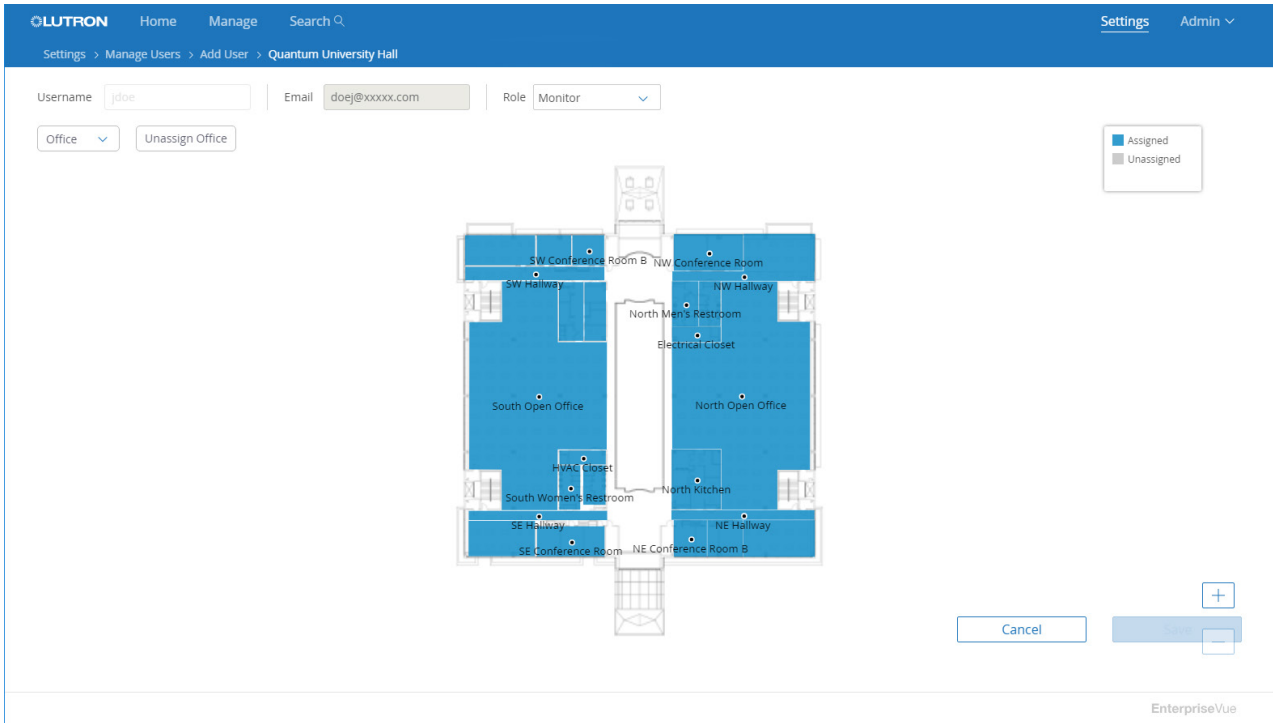 LUTRON Home Manage Search Settings Admin
Settings > Manage Users > Add User > Quantum University Hall
Username jdoe Email doej@xxxxx.com Role Monitor
Office Unassign Office
Assigned
Unassigned
SW Conference Room B NW Conference Room
SW Hallway NW Hallway
North Men's Restroom
Electrical Closet
South Open Office North Open Office
HVAC Closet
North Kitchen
South Women's Restroom
SE Hallway NE Hallway
SE Conference Room NE Conference Room B
Cancel Save
EnterpriseVue